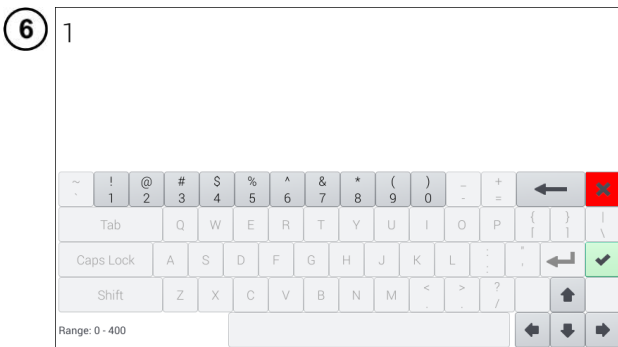 6
1
~ ! @ # $ % ^ & * ( ) _ +
` 1 2 3 4 5 6 7 8 9 0 - =
Tab Q W E R T Y U I O P { } |
[ ] \
Caps Lock A S D F G H J K L : "
; '
Shift Z X C V B N M < > ?
, . /
Range: 0 - 400